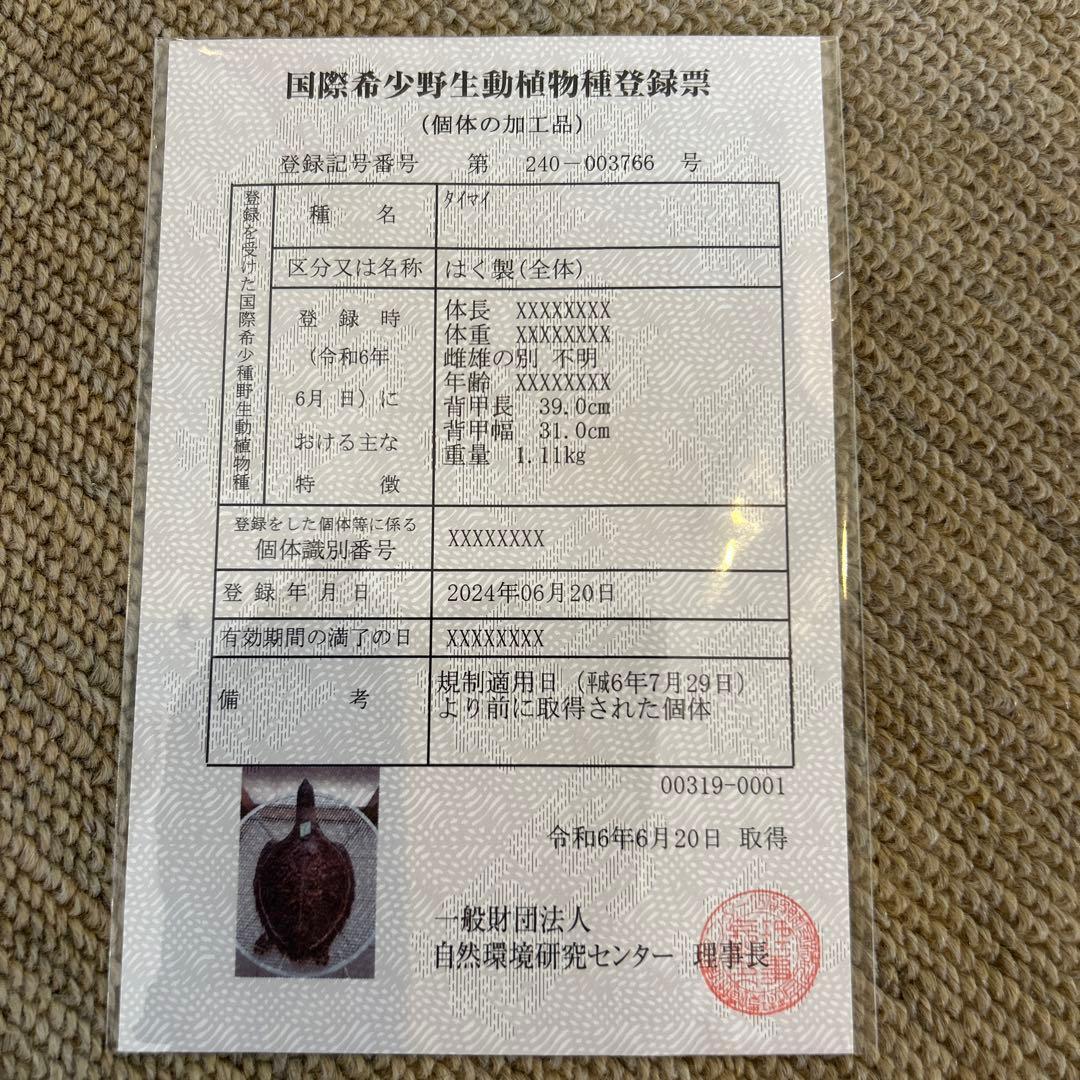 国際希少野生動植物種登録票
(個体の加工品)
登録記号番号 第 240-003766 号
登録を受けた国際希少種野生動植物種
種 名 ﾀｲﾏｲ
区分又は名称 はく製(全体)
登録時
(令和6年
6月 日)に
おける主な
特 徴
体長 XXXXXXXX
体重 XXXXXXXX
雌雄の別 不明
年齢 XXXXXXXX
背甲長 39.0㎝
背甲幅 31.0㎝
重量 1.11kg
登録をした個体等に係る
個体識別番号 XXXXXXXX
登録年月日 2024年06月20日
有効期間の満了の日 XXXXXXXX
備 考
規制適用日(平成6年7月29日)
より前に取得された個体
00319-0001
令和6年6月20日 取得
一般財団法人
自然環境研究センター 理事長